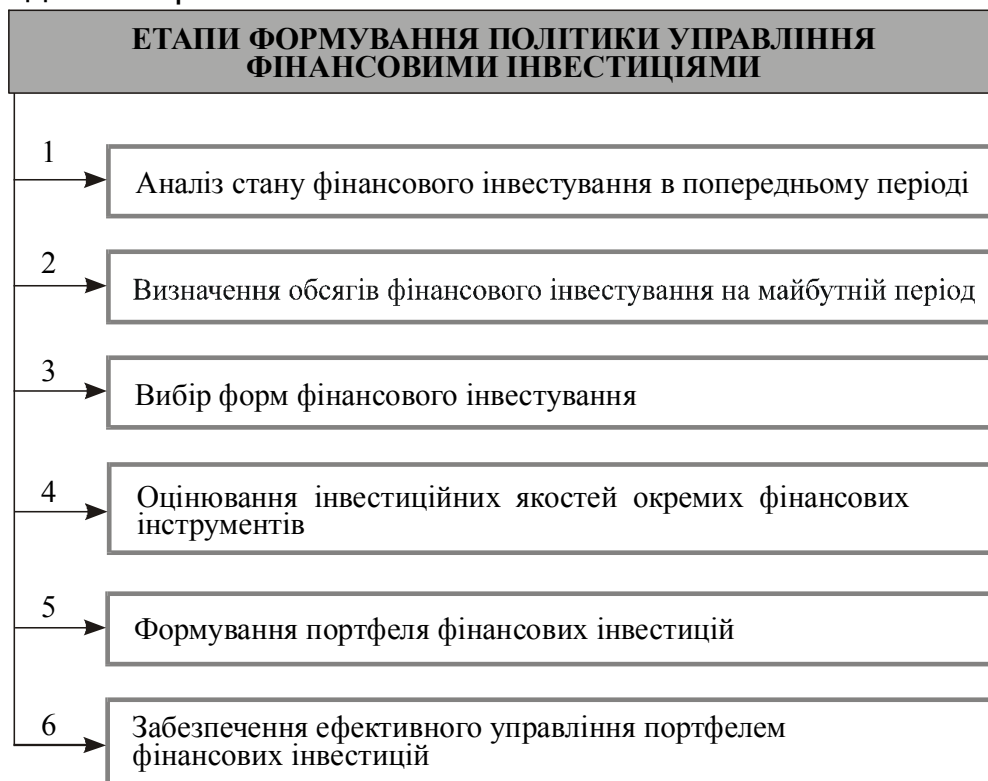 ЕТАПИ ФОРМУВАННЯ ПОЛІТИКИ УПРАВЛІННЯ
ФІНАНСОВИМИ ІНВЕСТИЦІЯМИ
1
Аналіз стану фінансового інвестування в попередньому періоді
2
Визначення обсягів фінансового інвестування на майбутній період
3
Вибір форм фінансового інвестування
4
Оцінювання інвестиційних якостей окремих фінансових
інструментів
5
Формування портфеля фінансових інвестицій
6
Забезпечення ефективного управління портфелем
фінансових інвестицій